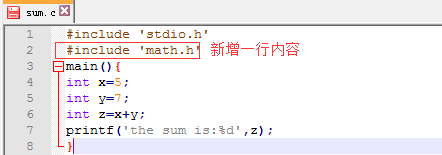 sum.c
1 #include 'stdio.h'
2 #include 'math.h' 新增一行内容
3 main(){
4 int x=5;
5 int y=7;
6 int z=x+y;
7 printf('the sum is:%d',z);
8 }